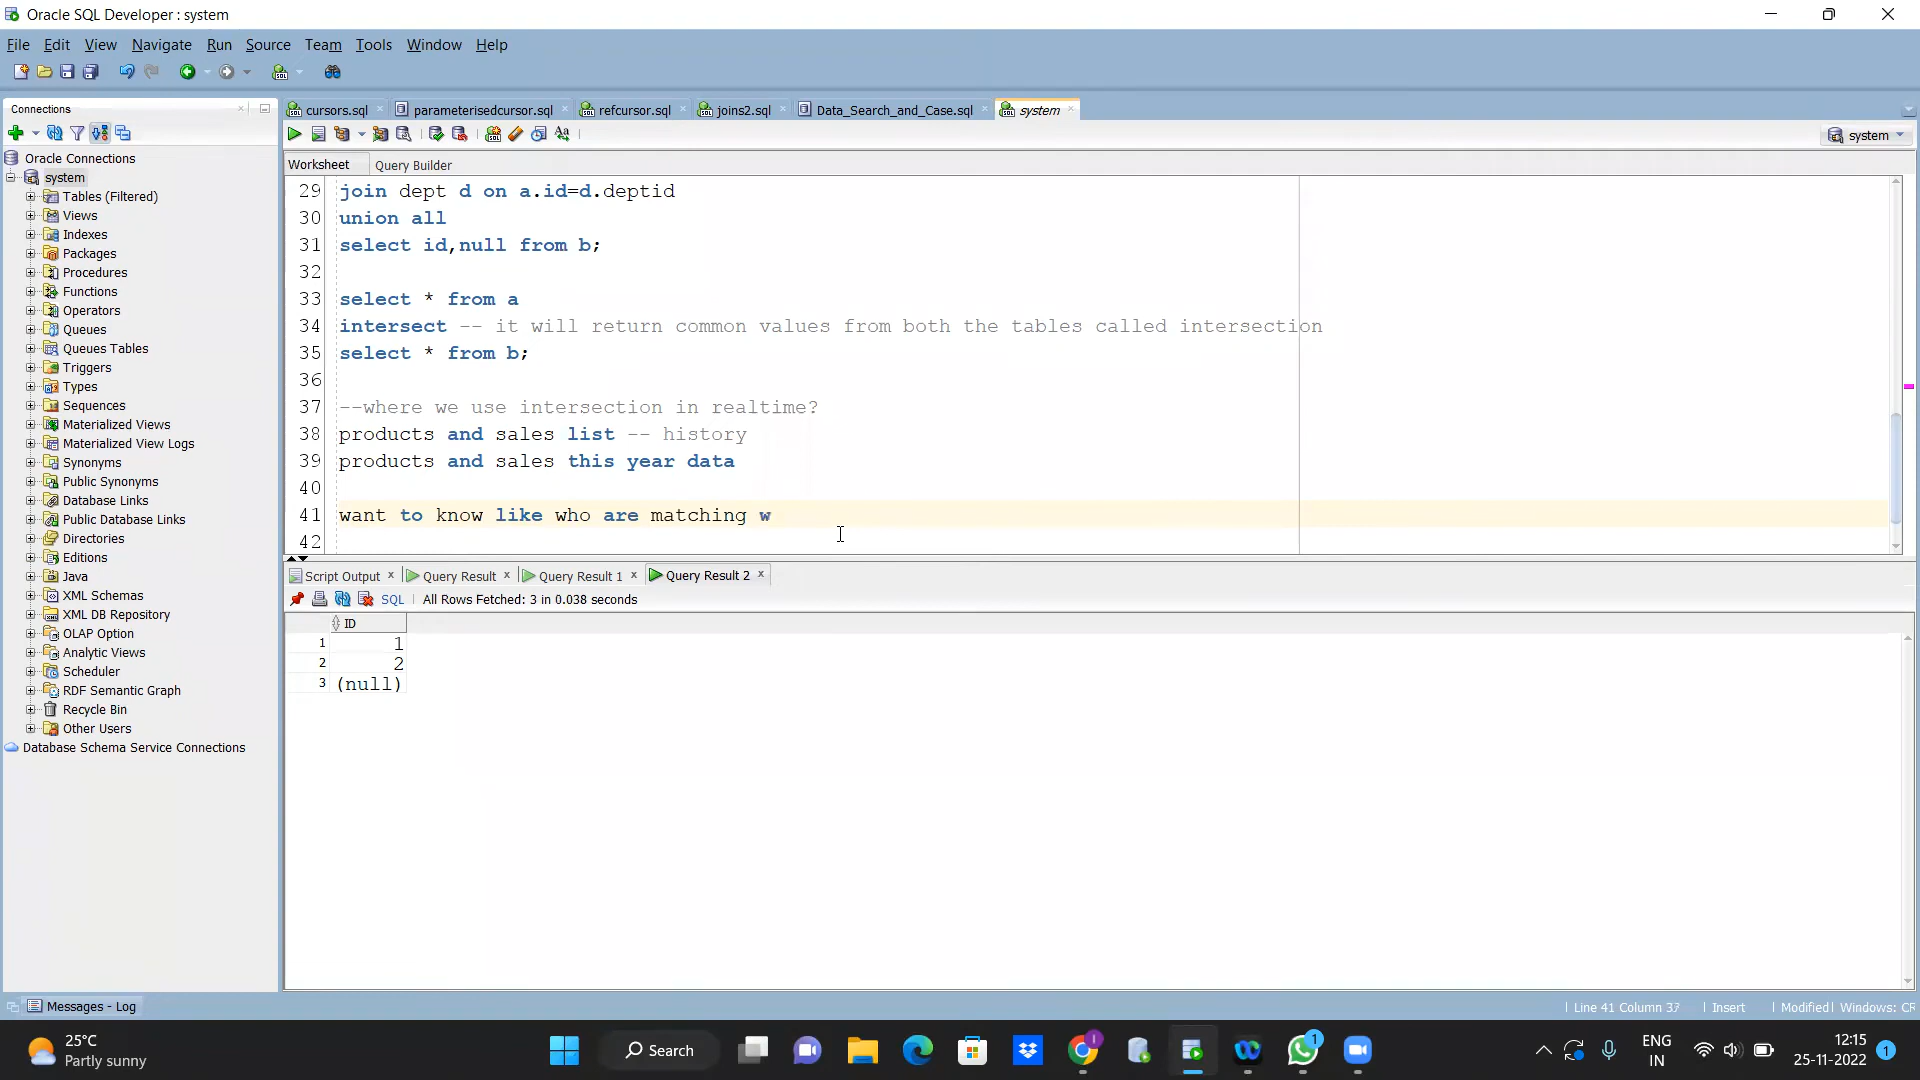 Oracle SQL Developer : system
File Edit View Navigate Run Source Team Tools Window Help
Connections
cursors.sql parameterisedcursor.sql refcursor.sql joins2.sql Data_Search_and_Case.sql system
system
Worksheet Query Builder
Oracle Connections
system
Tables (Filtered)
Views
Indexes
Packages
Procedures
Functions
Operators
Queues
Queues Tables
Triggers
Types
Sequences
Materialized Views
Materialized View Logs
Synonyms
Public Synonyms
Database Links
Public Database Links
Directories
Editions
Java
XML Schemas
XML DB Repository
OLAP Option
Analytic Views
Scheduler
RDF Semantic Graph
Recycle Bin
Other Users
Database Schema Service Connections
29 join dept d on a.id=d.deptid
30 union all
31 select id,null from b;
32
33 select * from a
34 intersect -- it will return common values from both the tables called intersection
35 select * from b;
36
37 --where we use intersection in realtime?
38 products and sales list -- history
39 products and sales this year data
40
41 want to know like who are matching w
42
Script Output Query Result Query Result 1 Query Result 2
SQL All Rows Fetched: 3 in 0.038 seconds
ID
1 1
2 2
3 (null)
Messages - Log
Line 41 Column 37 Insert Modified Windows: CF
25°C
Partly sunny
Search
1
ENG
IN
12:15
25-11-2022
1